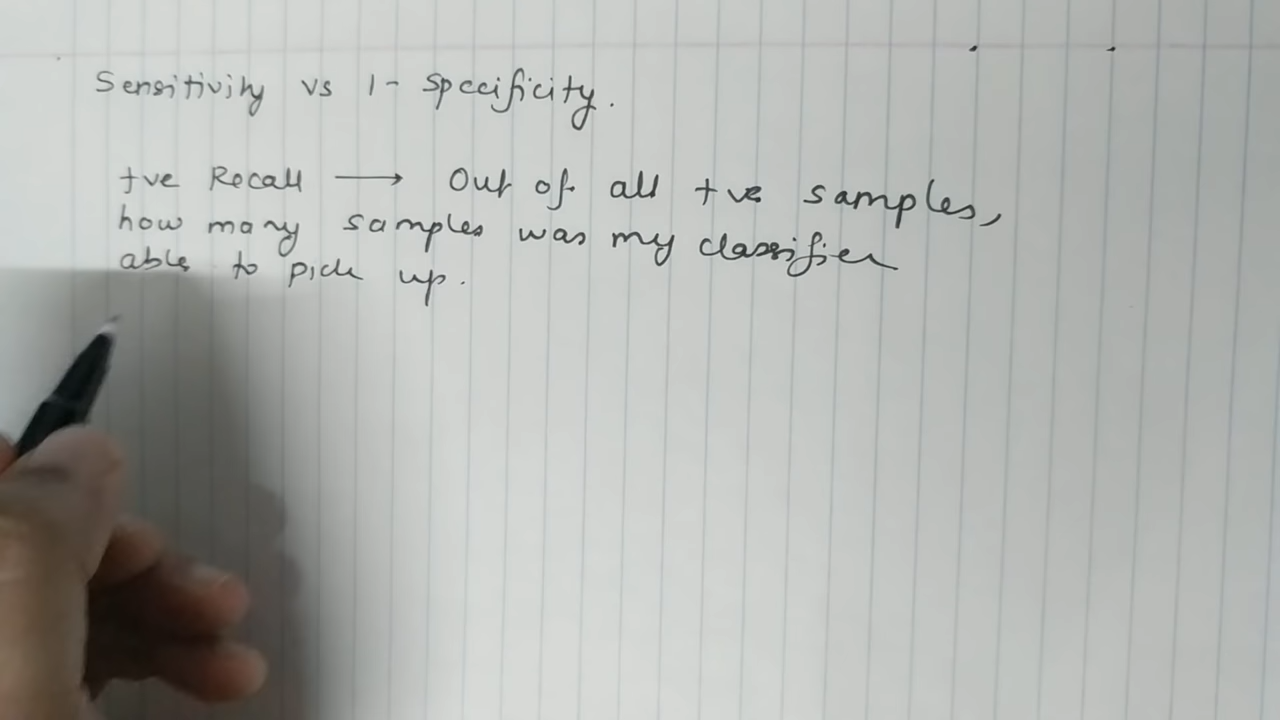 Sensitivity vs 1 - Specificity.
+ve Recall → Out of all +ve samples,
how many samples was my classifier
able to pick up.